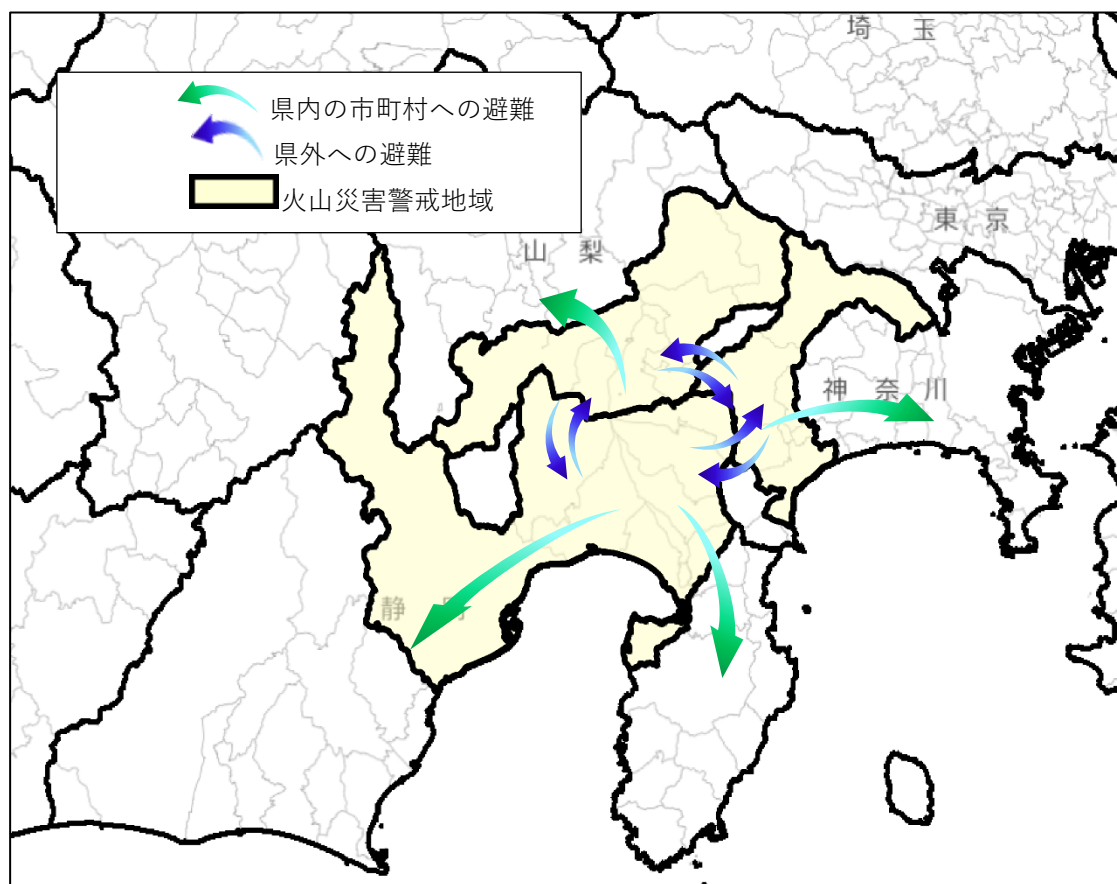 埼 玉
県内の市町村への避難
県外への避難
火山災害警戒地域
東 京
山 梨
神 奈 川
静 岡